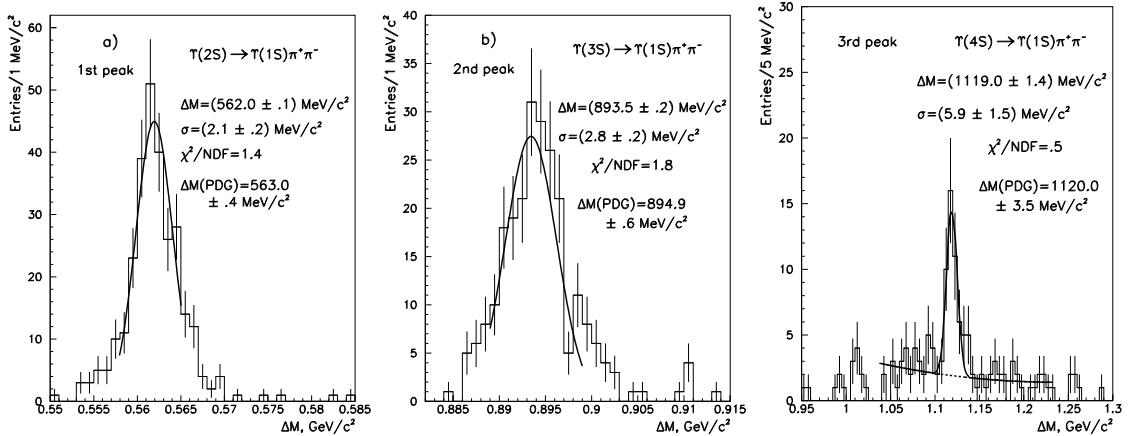 Entries/1 MeV/c²
60
50
40
30
20
10
0
a)
1st peak
ϒ(2S)→ϒ(1S)π⁺π⁻
ΔM=(562.0 ± .1) MeV/c²
σ=(2.1 ± .2) MeV/c²
χ²/NDF=1.4
ΔM(PDG)=563.0
± .4 MeV/c²
0.55 0.555 0.56 0.565 0.57 0.575 0.58 0.585
ΔM, GeV/c²
Entries/1 MeV/c²
40
35
30
25
20
15
10
5
0
b)
2nd peak
ϒ(3S)→ϒ(1S)π⁺π⁻
ΔM=(893.5 ± .2) MeV/c²
σ=(2.8 ± .2) MeV/c²
χ²/NDF=1.8
ΔM(PDG)=894.9
± .6 MeV/c²
0.885 0.89 0.895 0.9 0.905 0.91 0.915
ΔM, GeV/c²
Entries/5 MeV/c²
30
25
20
15
10
5
0
3rd peak
ϒ(4S)→ϒ(1S)π⁺π⁻
ΔM=(1119.0 ± 1.4) MeV/c²
σ=(5.9 ± 1.5) MeV/c²
χ²/NDF=.5
ΔM(PDG)=1120.0
± 3.5 MeV/c²
0.95 1 1.05 1.1 1.15 1.2 1.25 1.3
ΔM, GeV/c²